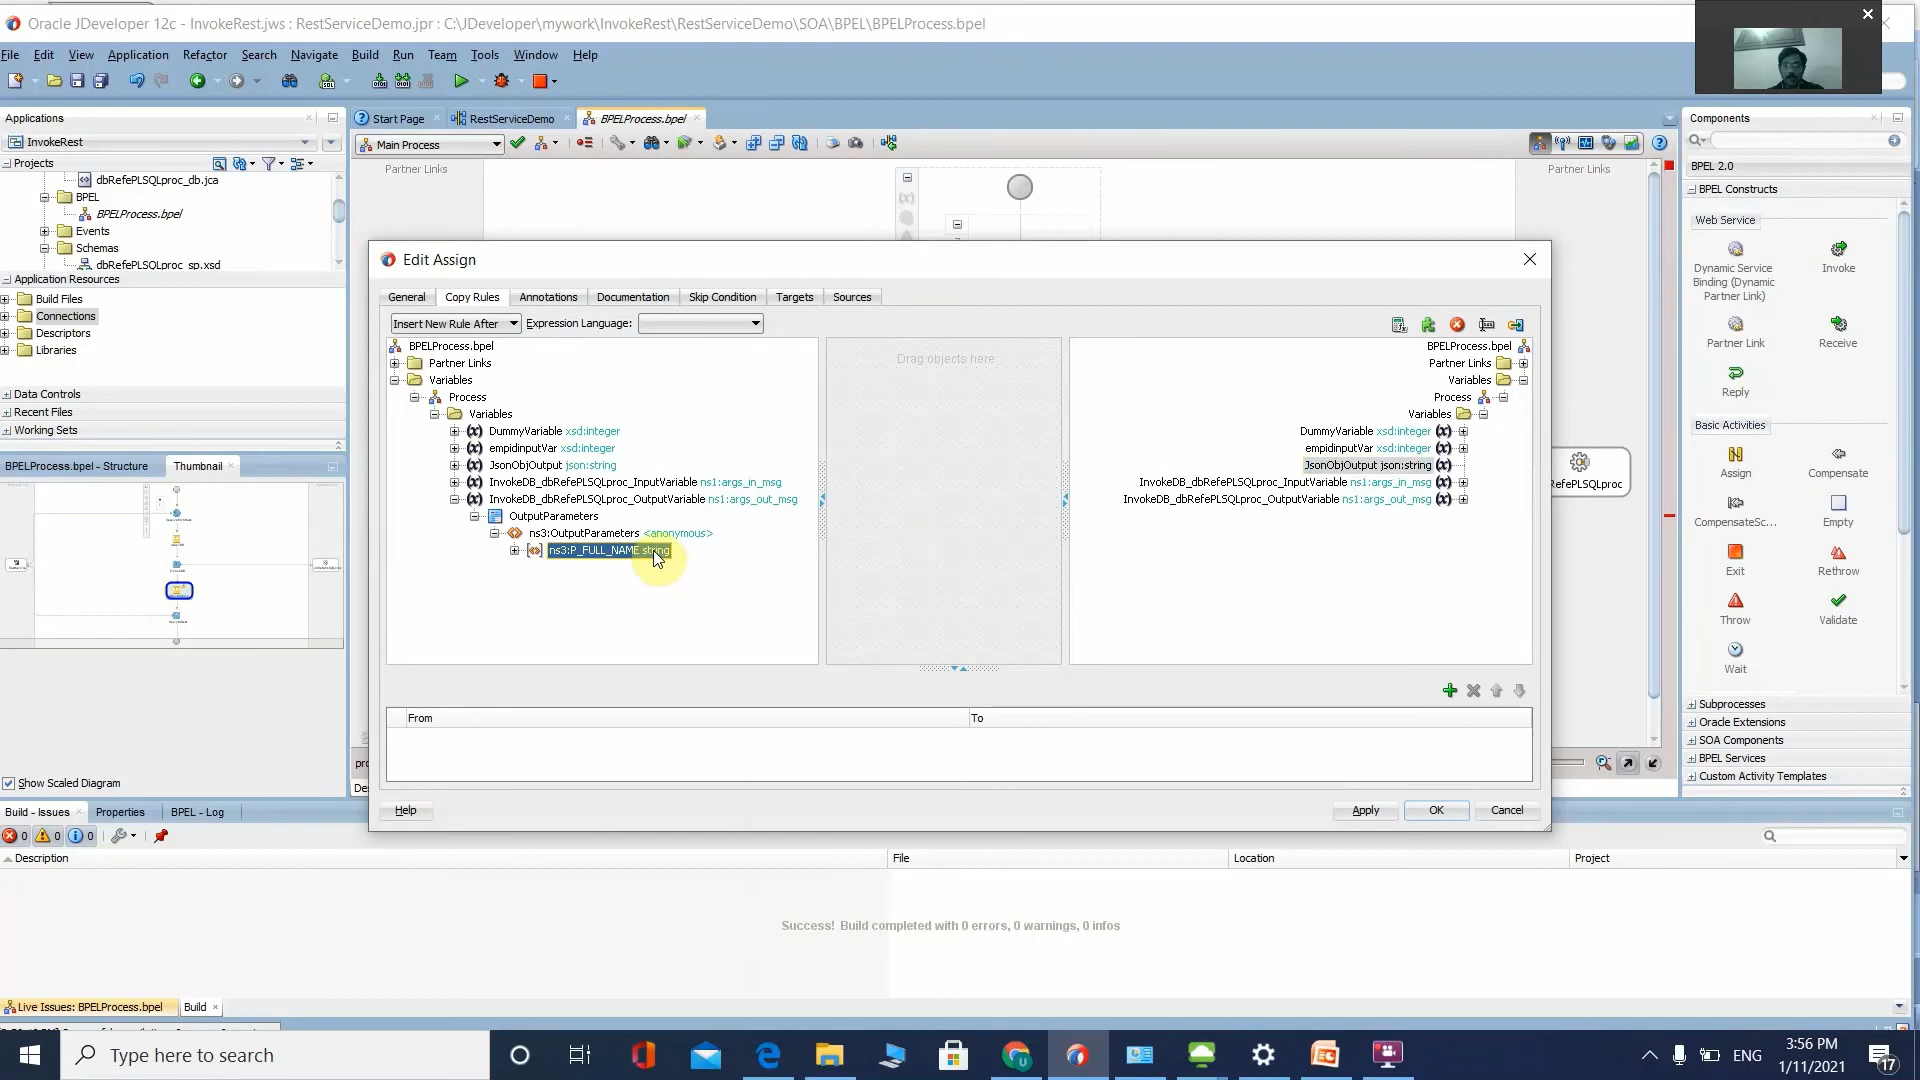 Oracle JDeveloper 12c - InvokeRest.jws : RestServiceDemo.jpr : C:\JDeveloper\mywork\InvokeRest\RestServiceDemo\SOA\BPEL\BPELProcess.bpel
File Edit View Application Refactor Search Navigate Build Run Team Tools Window Help
Applications
InvokeRest
Projects
dbRefePLSQLproc_db.jca
BPEL
BPELProcess.bpel
Events
Schemas
dbRefePLSQLproc_sp.xsd
Application Resources
Build Files
Connections
Descriptors
Libraries
Data Controls
Recent Files
Working Sets
BPELProcess.bpel - Structure Thumbnail
Show Scaled Diagram
Start Page RestServiceDemo BPELProcess.bpel
Main Process
Partner Links
Partner Links
RefePLSQLproc
Edit Assign
General Copy Rules Annotations Documentation Skip Condition Targets Sources
Insert New Rule After Expression Language:
BPELProcess.bpel
Partner Links
Variables
Process
Variables
DummyVariable xsd:integer
empidinputVar xsd:integer
JsonObjOutput json:string
InvokeDB_dbRefePLSQLproc_InputVariable ns1:args_in_msg
InvokeDB_dbRefePLSQLproc_OutputVariable ns1:args_out_msg
OutputParameters
ns3:OutputParameters <anonymous>
ns3:P_FULL_NAME string
Drag objects here
BPELProcess.bpel
Partner Links
Variables
Process
Variables
DummyVariable xsd:integer
empidinputVar xsd:integer
JsonObjOutput json:string
InvokeDB_dbRefePLSQLproc_InputVariable ns1:args_in_msg
InvokeDB_dbRefePLSQLproc_OutputVariable ns1:args_out_msg
From To
Help Apply OK Cancel
Components
BPEL 2.0
BPEL Constructs
Web Service
Dynamic Service
Binding (Dynamic
Partner Link)
Invoke
Partner Link Receive
Reply
Basic Activities
Assign Compensate
CompensateSc... Empty
Exit Rethrow
Throw Validate
Wait
Subprocesses
Oracle Extensions
SOA Components
BPEL Services
Custom Activity Templates
Build - Issues Properties BPEL - Log
0 0 0
Description File Location Project
Success! Build completed with 0 errors, 0 warnings, 0 infos
Live Issues: BPELProcess.bpel Build
Type here to search
ENG
3:56 PM
1/11/2021
17